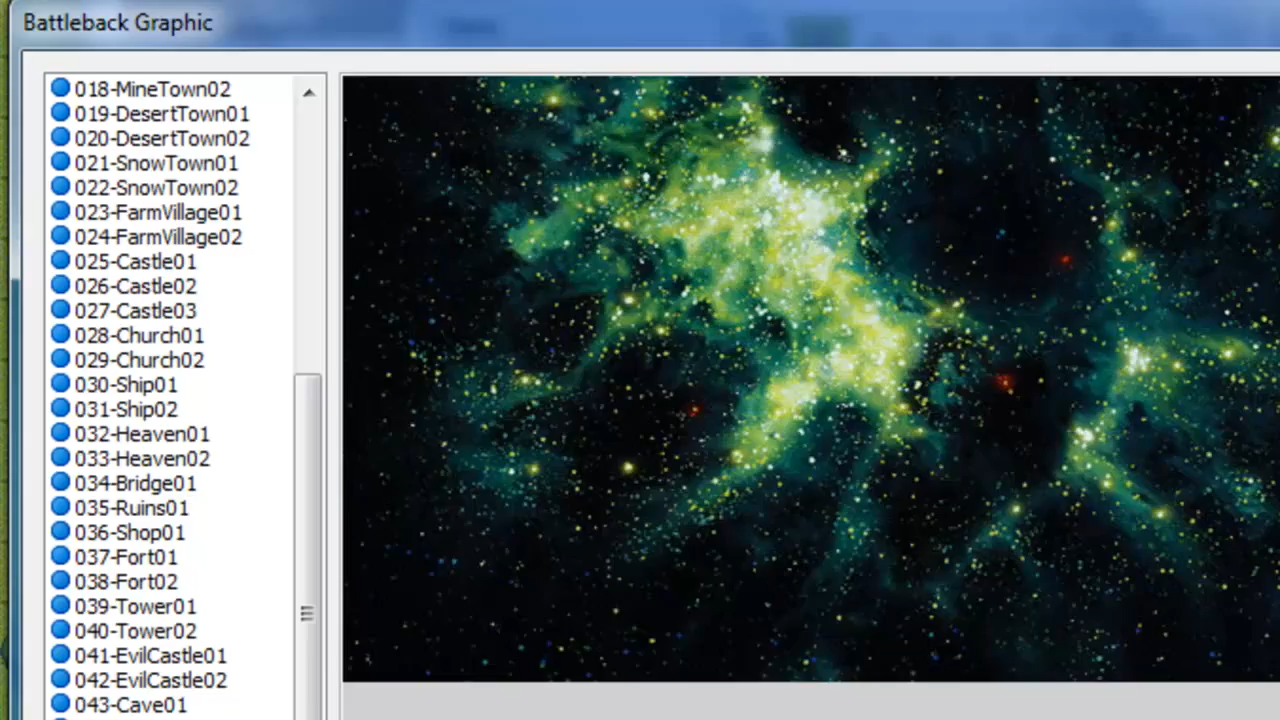 Battleback Graphic
018-MineTown02
019-DesertTown01
020-DesertTown02
021-SnowTown01
022-SnowTown02
023-FarmVillage01
024-FarmVillage02
025-Castle01
026-Castle02
027-Castle03
028-Church01
029-Church02
030-Ship01
031-Ship02
032-Heaven01
033-Heaven02
034-Bridge01
035-Ruins01
036-Shop01
037-Fort01
038-Fort02
039-Tower01
040-Tower02
041-EvilCastle01
042-EvilCastle02
043-Cave01